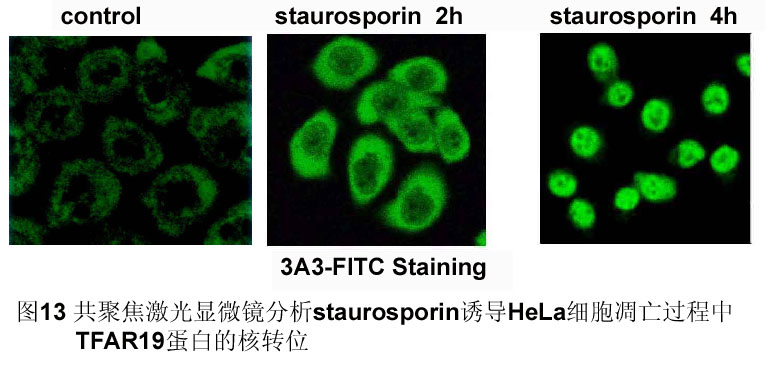 control
staurosporin 2h
staurosporin 4h
3A3-FITC Staining
图13 共聚焦激光显微镜分析staurosporin诱导HeLa细胞凋亡过程中
TFAR19蛋白的核转位